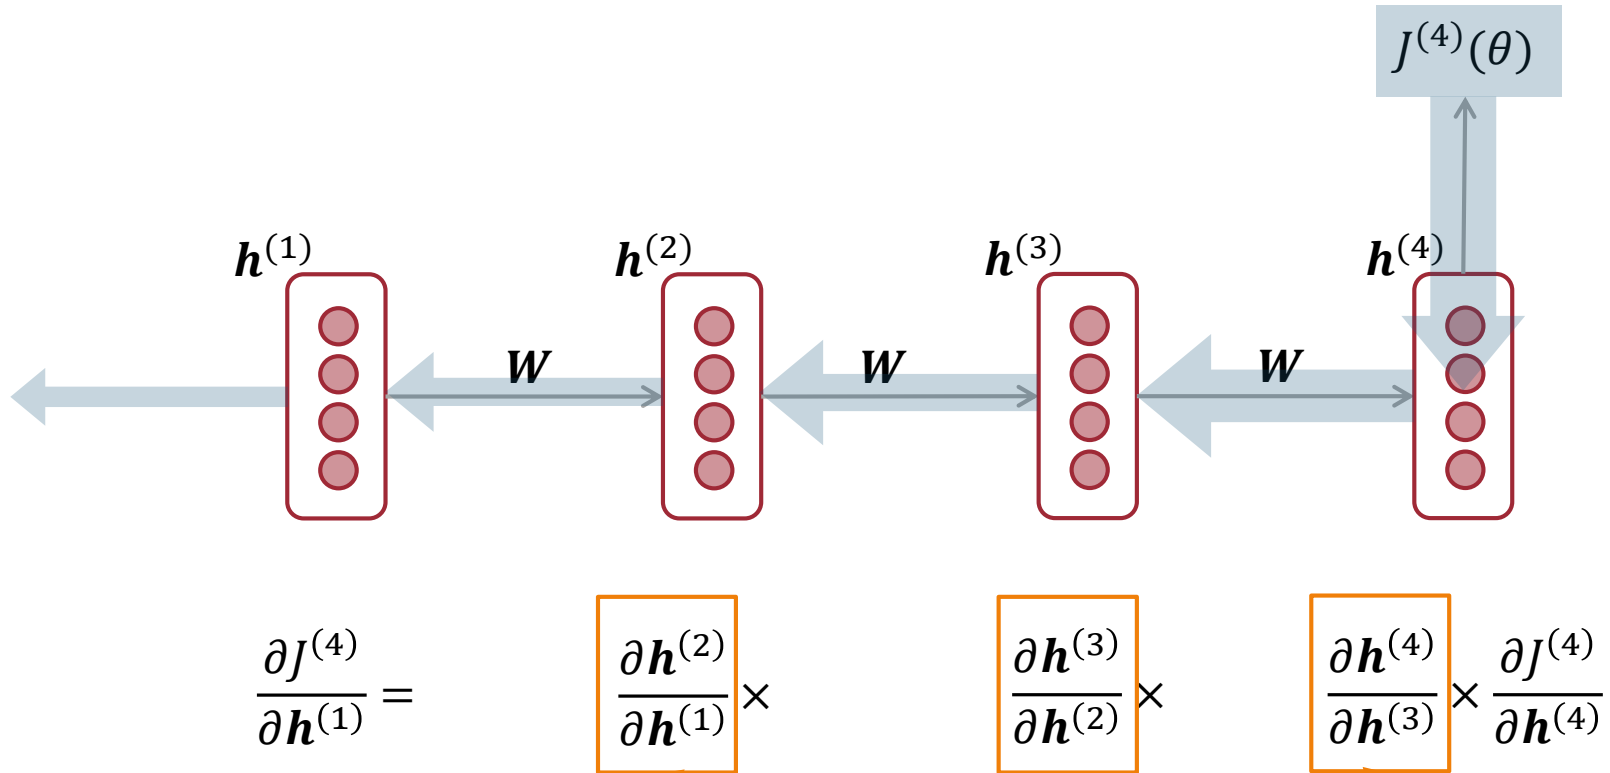 J⁽⁴⁾(θ)
h⁽¹⁾ h⁽²⁾ h⁽³⁾ h⁽⁴⁾
W W W
∂J⁽⁴⁾/∂h⁽¹⁾ = ∂h⁽²⁾/∂h⁽¹⁾ × ∂h⁽³⁾/∂h⁽²⁾ × ∂h⁽⁴⁾/∂h⁽³⁾ × ∂J⁽⁴⁾/∂h⁽⁴⁾